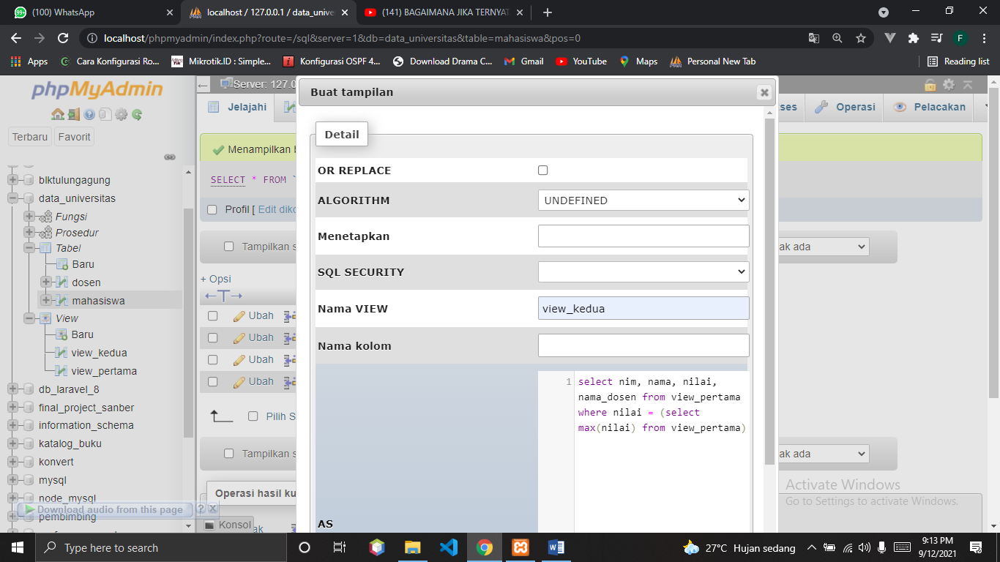 (100) WhatsApp
localhost / 127.0.0.1 / data_unive
(141) BAGAIMANA JIKA TERNYAT
localhost/phpmyadmin/index.php?route=/sql&server=1&db=data_universitas&table=mahasiswa&pos=0
F
Apps
Cara Konfigurasi Ro...
Mikrotik.ID : Simple...
Konfigurasi OSPF 4...
Download Drama C...
Gmail
YouTube
Maps
Personal New Tab
Reading list
phpMyAdmin
Terbaru
Favorit
blktulungagung
data_universitas
Fungsi
Prosedur
Tabel
Baru
dosen
mahasiswa
View
Baru
view_kedua
view_pertama
db_laravel_8
final_project_sanber
information_schema
katalog_buku
konvert
mysql
node_mysql
Download audio from this page
pembimbing
Server: 127.0
Jelajahi
ses
Operasi
Pelacakan
Menampilkan b
SELECT * FROM `
Profil [ Edit diko
Tampilkan s
ak ada
+ Opsi
Ubah
Ubah
Ubah
Ubah
Pilih S
Tampilkan s
ak ada
Operasi hasil ku
Konsol
ak
Buat tampilan
Detail
OR REPLACE
ALGORITHM
UNDEFINED
Menetapkan
SQL SECURITY
Nama VIEW
view_kedua
Nama kolom
AS
1
select nim, nama, nilai,
nama_dosen from view_pertama
where nilai = (select
max(nilai) from view_pertama)
Activate Windows
Go to Settings to activate Windows.
Type here to search
27°C Hujan sedang
9:13 PM
9/12/2021